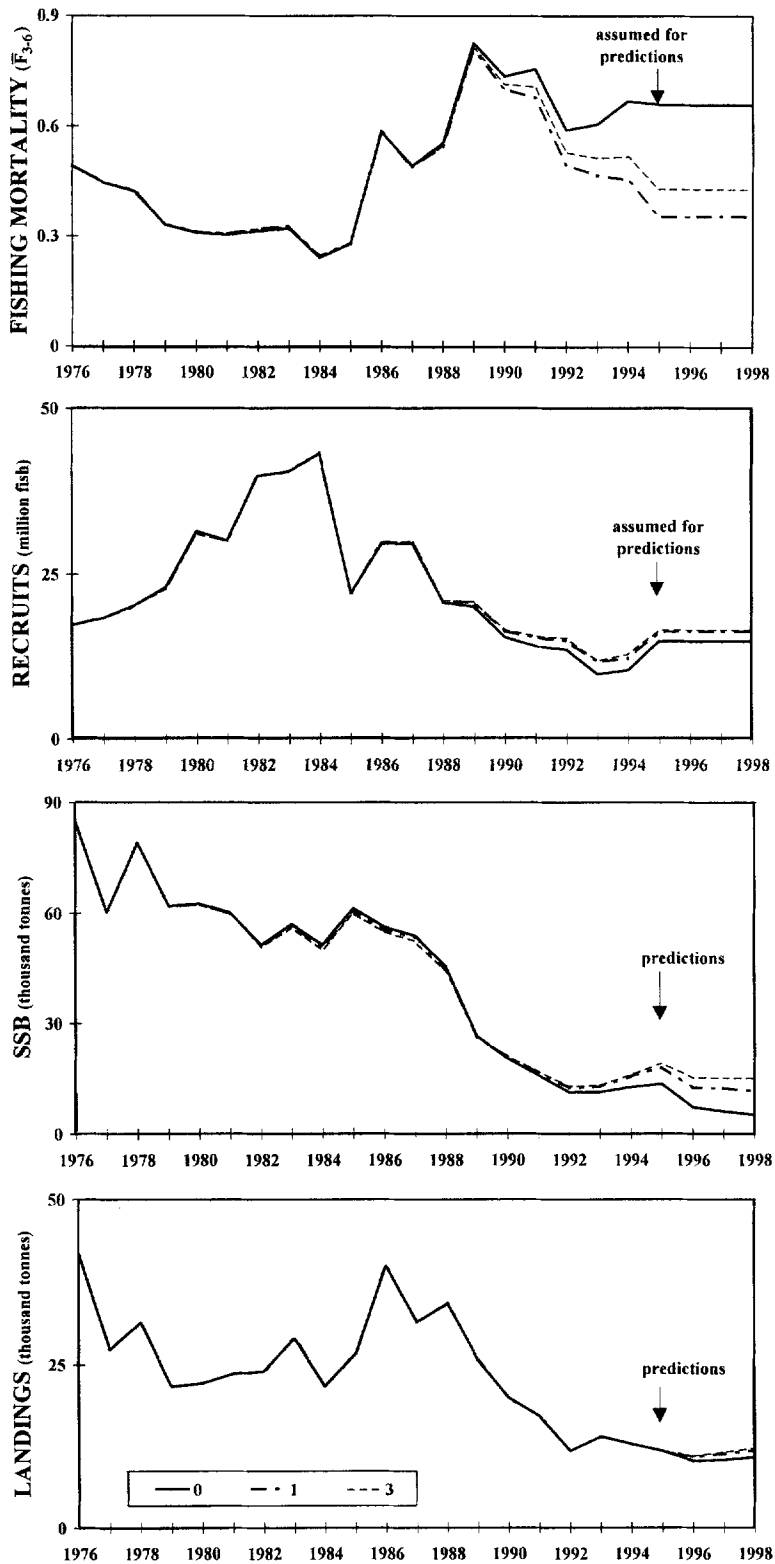 FISHING MORTALITY (F̅3-6)
0.9
0.6
0.3
0
assumed for
predictions
1976 1978 1980 1982 1984 1986 1988 1990 1992 1994 1996 1998
RECRUITS (million fish)
50
25
0
assumed for
predictions
1976 1978 1980 1982 1984 1986 1988 1990 1992 1994 1996 1998
SSB (thousand tonnes)
90
60
30
0
predictions
1976 1978 1980 1982 1984 1986 1988 1990 1992 1994 1996 1998
LANDINGS (thousand tonnes)
50
25
0
predictions
0 1 3
1976 1978 1980 1982 1984 1986 1988 1990 1992 1994 1996 1998